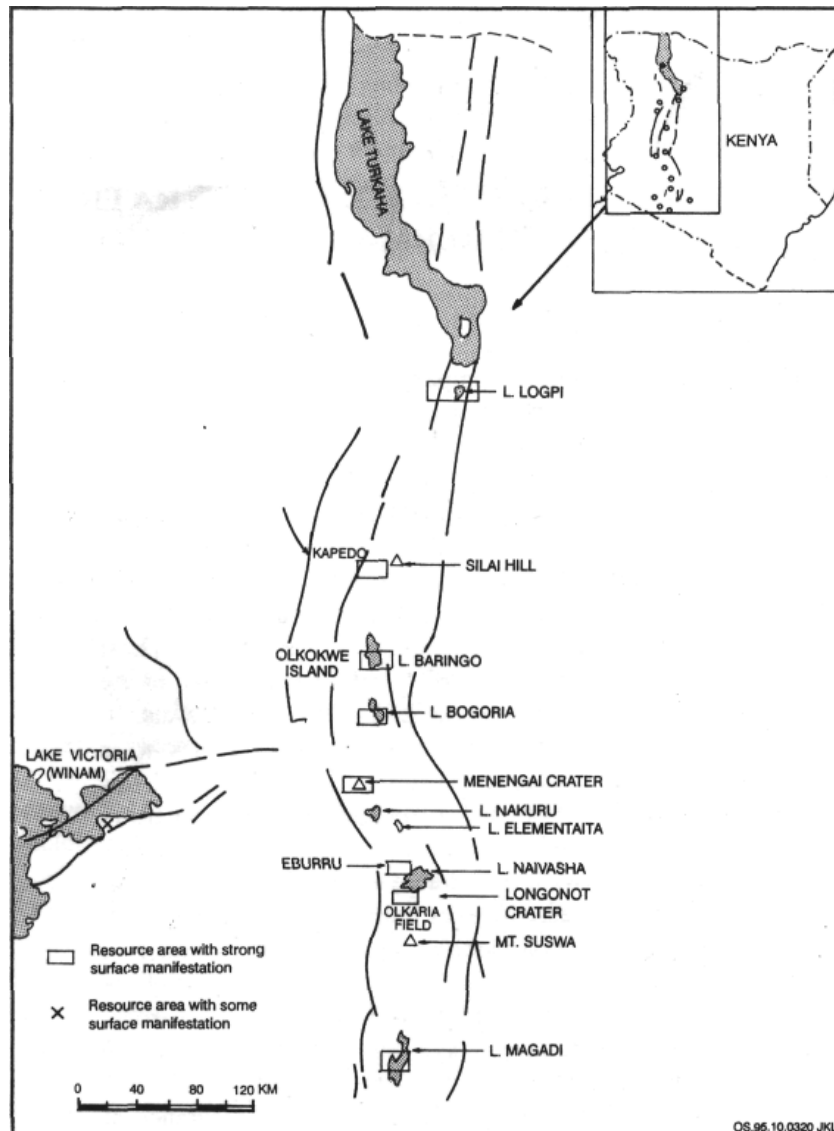 KENYA
LAKE TURKAHA
L. LOGPI
KAPEDO
SILAI HILL
OLKOKWE
ISLAND
L. BARINGO
L. BOGORIA
LAKE VICTORIA
(WINAM)
MENENGAI CRATER
L. NAKURU
L. ELEMENTAITA
EBURRU
L. NAIVASHA
OLKARIA
FIELD
LONGONOT
CRATER
MT. SUSWA
Resource area with strong
surface manifestation
Resource area with some
surface manifestation
L. MAGADI
0 40 80 120 KM
OS.95.10.0320 JKL